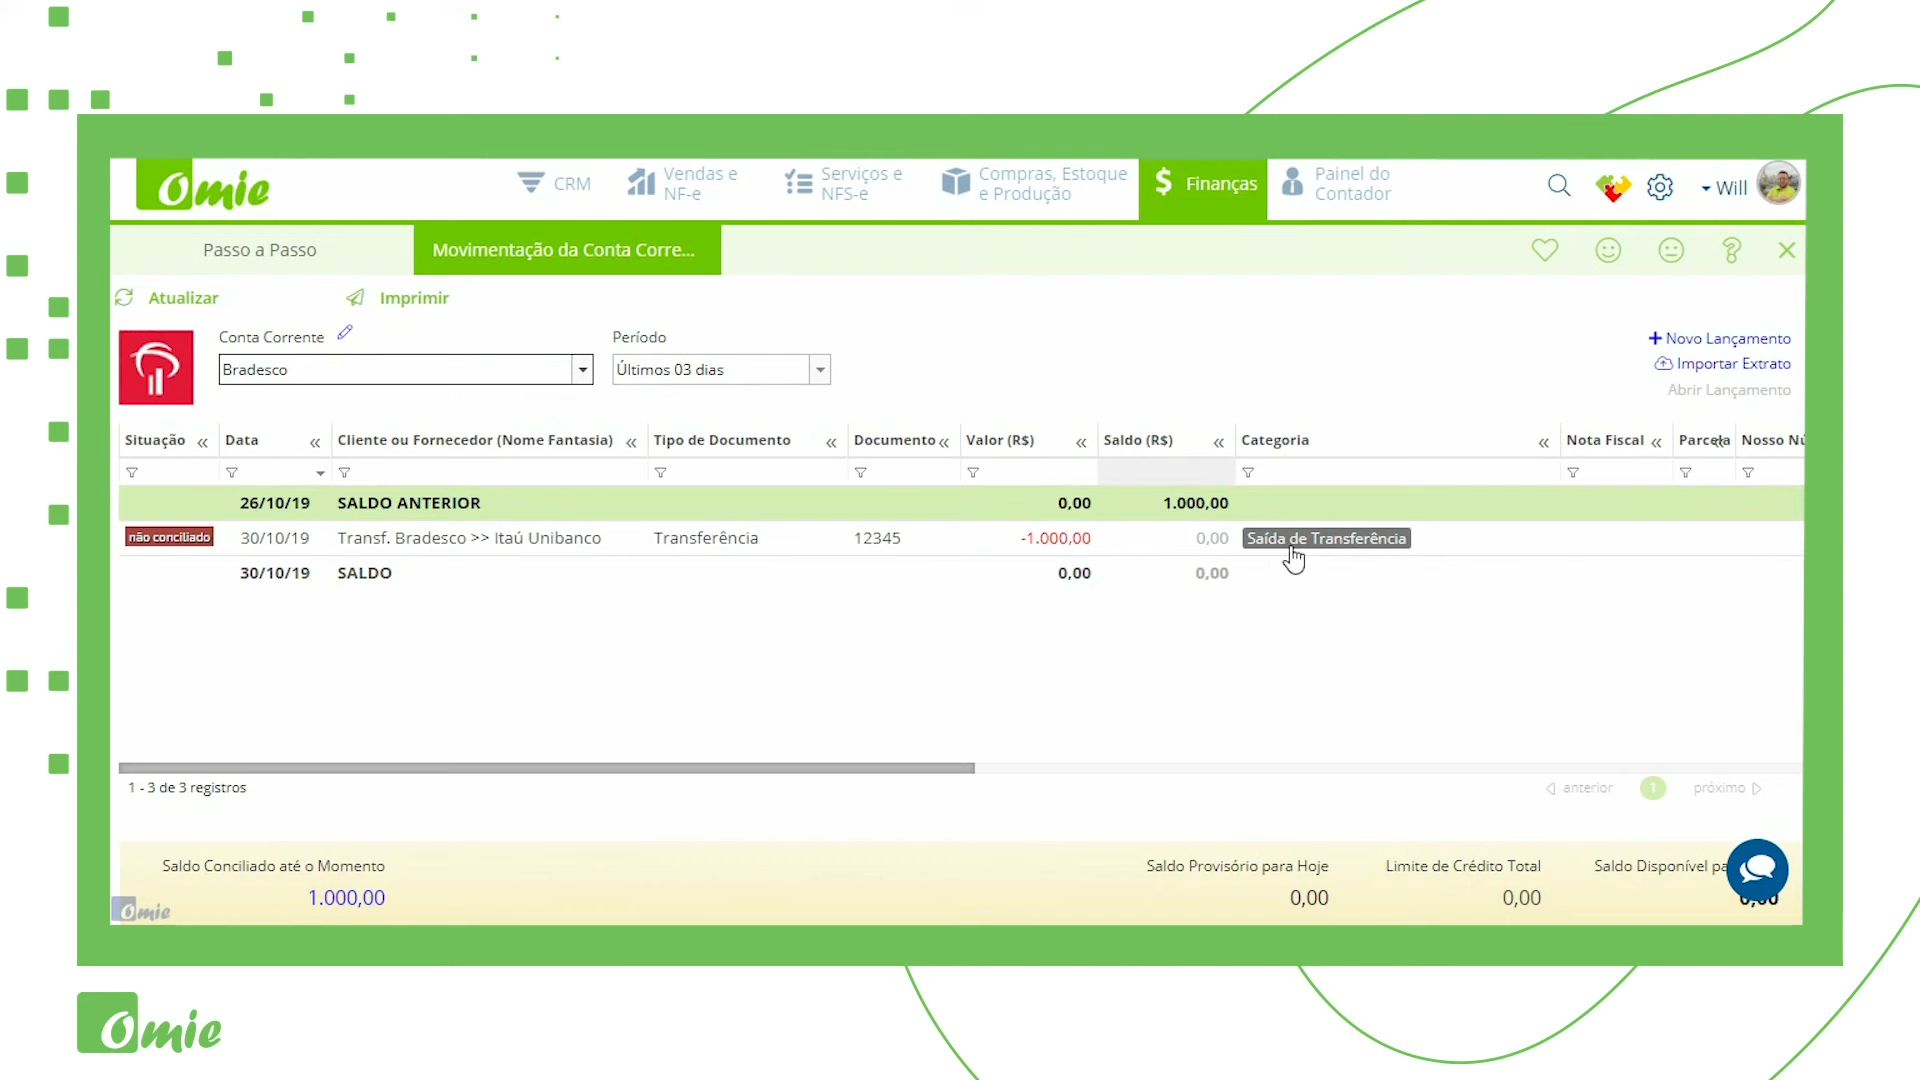 Omie
CRM
Vendas e
NF-e
Serviços e
NFS-e
Compras, Estoque
e Produção
Finanças
Painel do
Contador
Will
Passo a Passo
Movimentação da Conta Corre...
Atualizar
Imprimir
Conta Corrente
Período
Bradesco
Últimos 03 dias
+ Novo Lançamento
Importar Extrato
Abrir Lançamento
Situação « Data « Cliente ou Fornecedor (Nome Fantasia) « Tipo de Documento « Documento « Valor (R$) « Saldo (R$) « Categoria « Nota Fiscal « Parcela Nosso Nú
26/10/19 SALDO ANTERIOR 0,00 1.000,00
não conciliado 30/10/19 Transf. Bradesco >> Itaú Unibanco Transferência 12345 -1.000,00 0,00 Saída de Transferência
30/10/19 SALDO 0,00 0,00
1 - 3 de 3 registros
anterior 1 próximo
Saldo Conciliado até o Momento
1.000,00
Saldo Provisório para Hoje
0,00
Limite de Crédito Total
0,00
Saldo Disponível pa
0,00
Omie
Omie